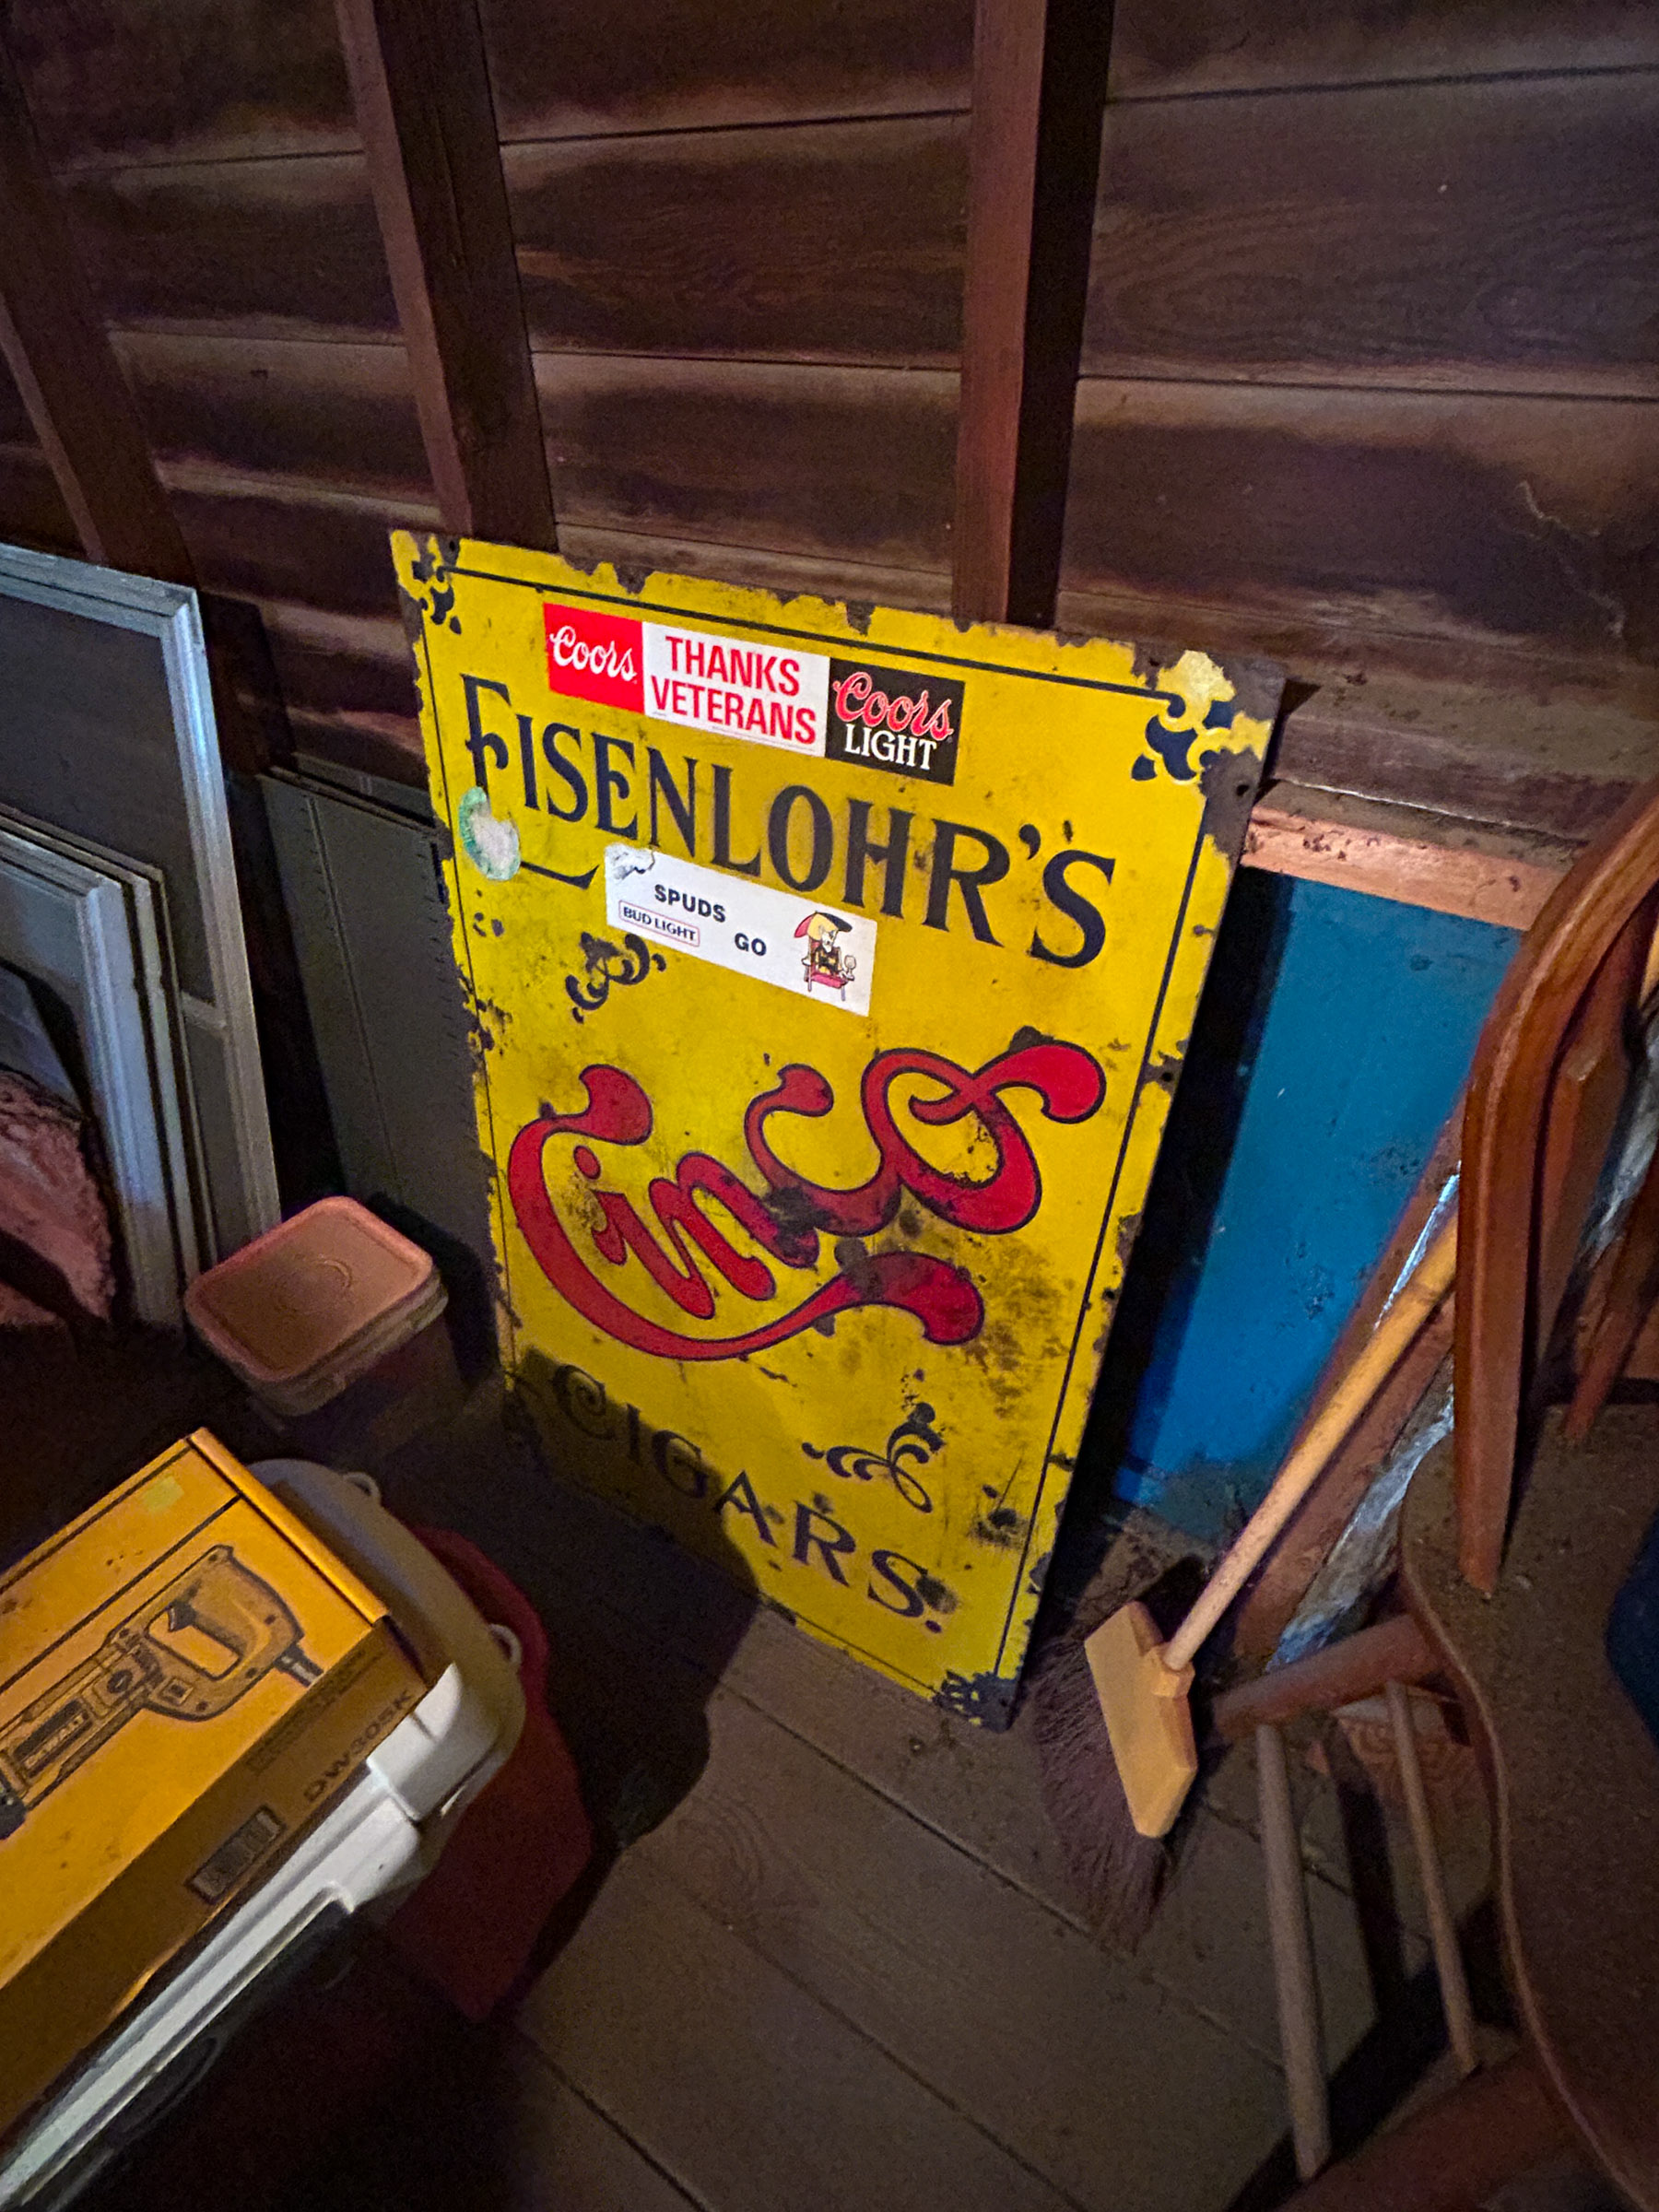 Coors THANKS VETERANS Coors LIGHT
EISENLOHR'S
SPUDS
BUD LIGHT GO
Cinco
CIGARS.
DEWALT
DW305K